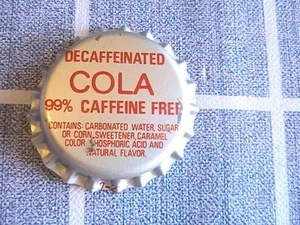 DECAFFEINATED
COLA
99% CAFFEINE FREE
CONTAINS: CARBONATED WATER, SUGAR
OR CORN SWEETENER, CARAMEL
COLOR, PHOSPHORIC ACID AND
NATURAL FLAVOR.